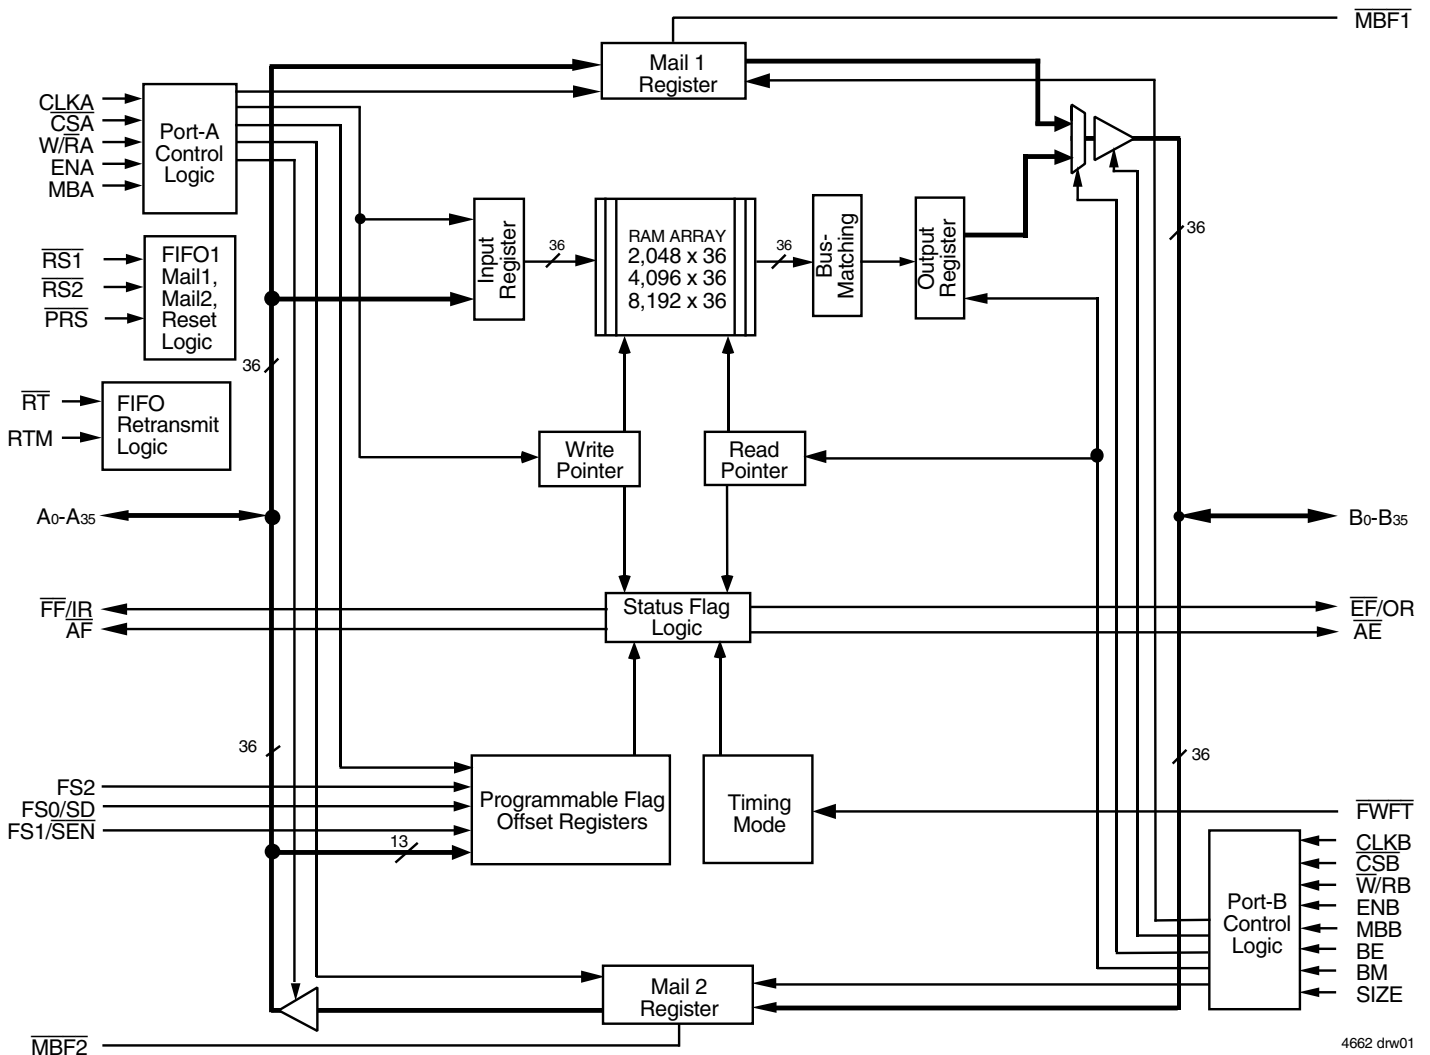 MBF1
Mail 1
Register
CLKA
CSA
W/RA
ENA
MBA
Port-A
Control
Logic
RS1
RS2
PRS
FIFO1
Mail1,
Mail2,
Reset
Logic
Input
Register
36
RAM ARRAY
2,048 x 36
4,096 x 36
8,192 x 36
36
Bus-
Matching
Output
Register
36
36
RT
RTM
FIFO
Retransmit
Logic
Write
Pointer
Read
Pointer
A0-A35
B0-B35
FF/IR
AF
Status Flag
Logic
EF/OR
AE
36
36
FS2
FS0/SD
FS1/SEN
13
Programmable Flag
Offset Registers
Timing
Mode
FWFT
Port-B
Control
Logic
CLKB
CSB
W/RB
ENB
MBB
BE
BM
SIZE
Mail 2
Register
MBF2
4662 drw01